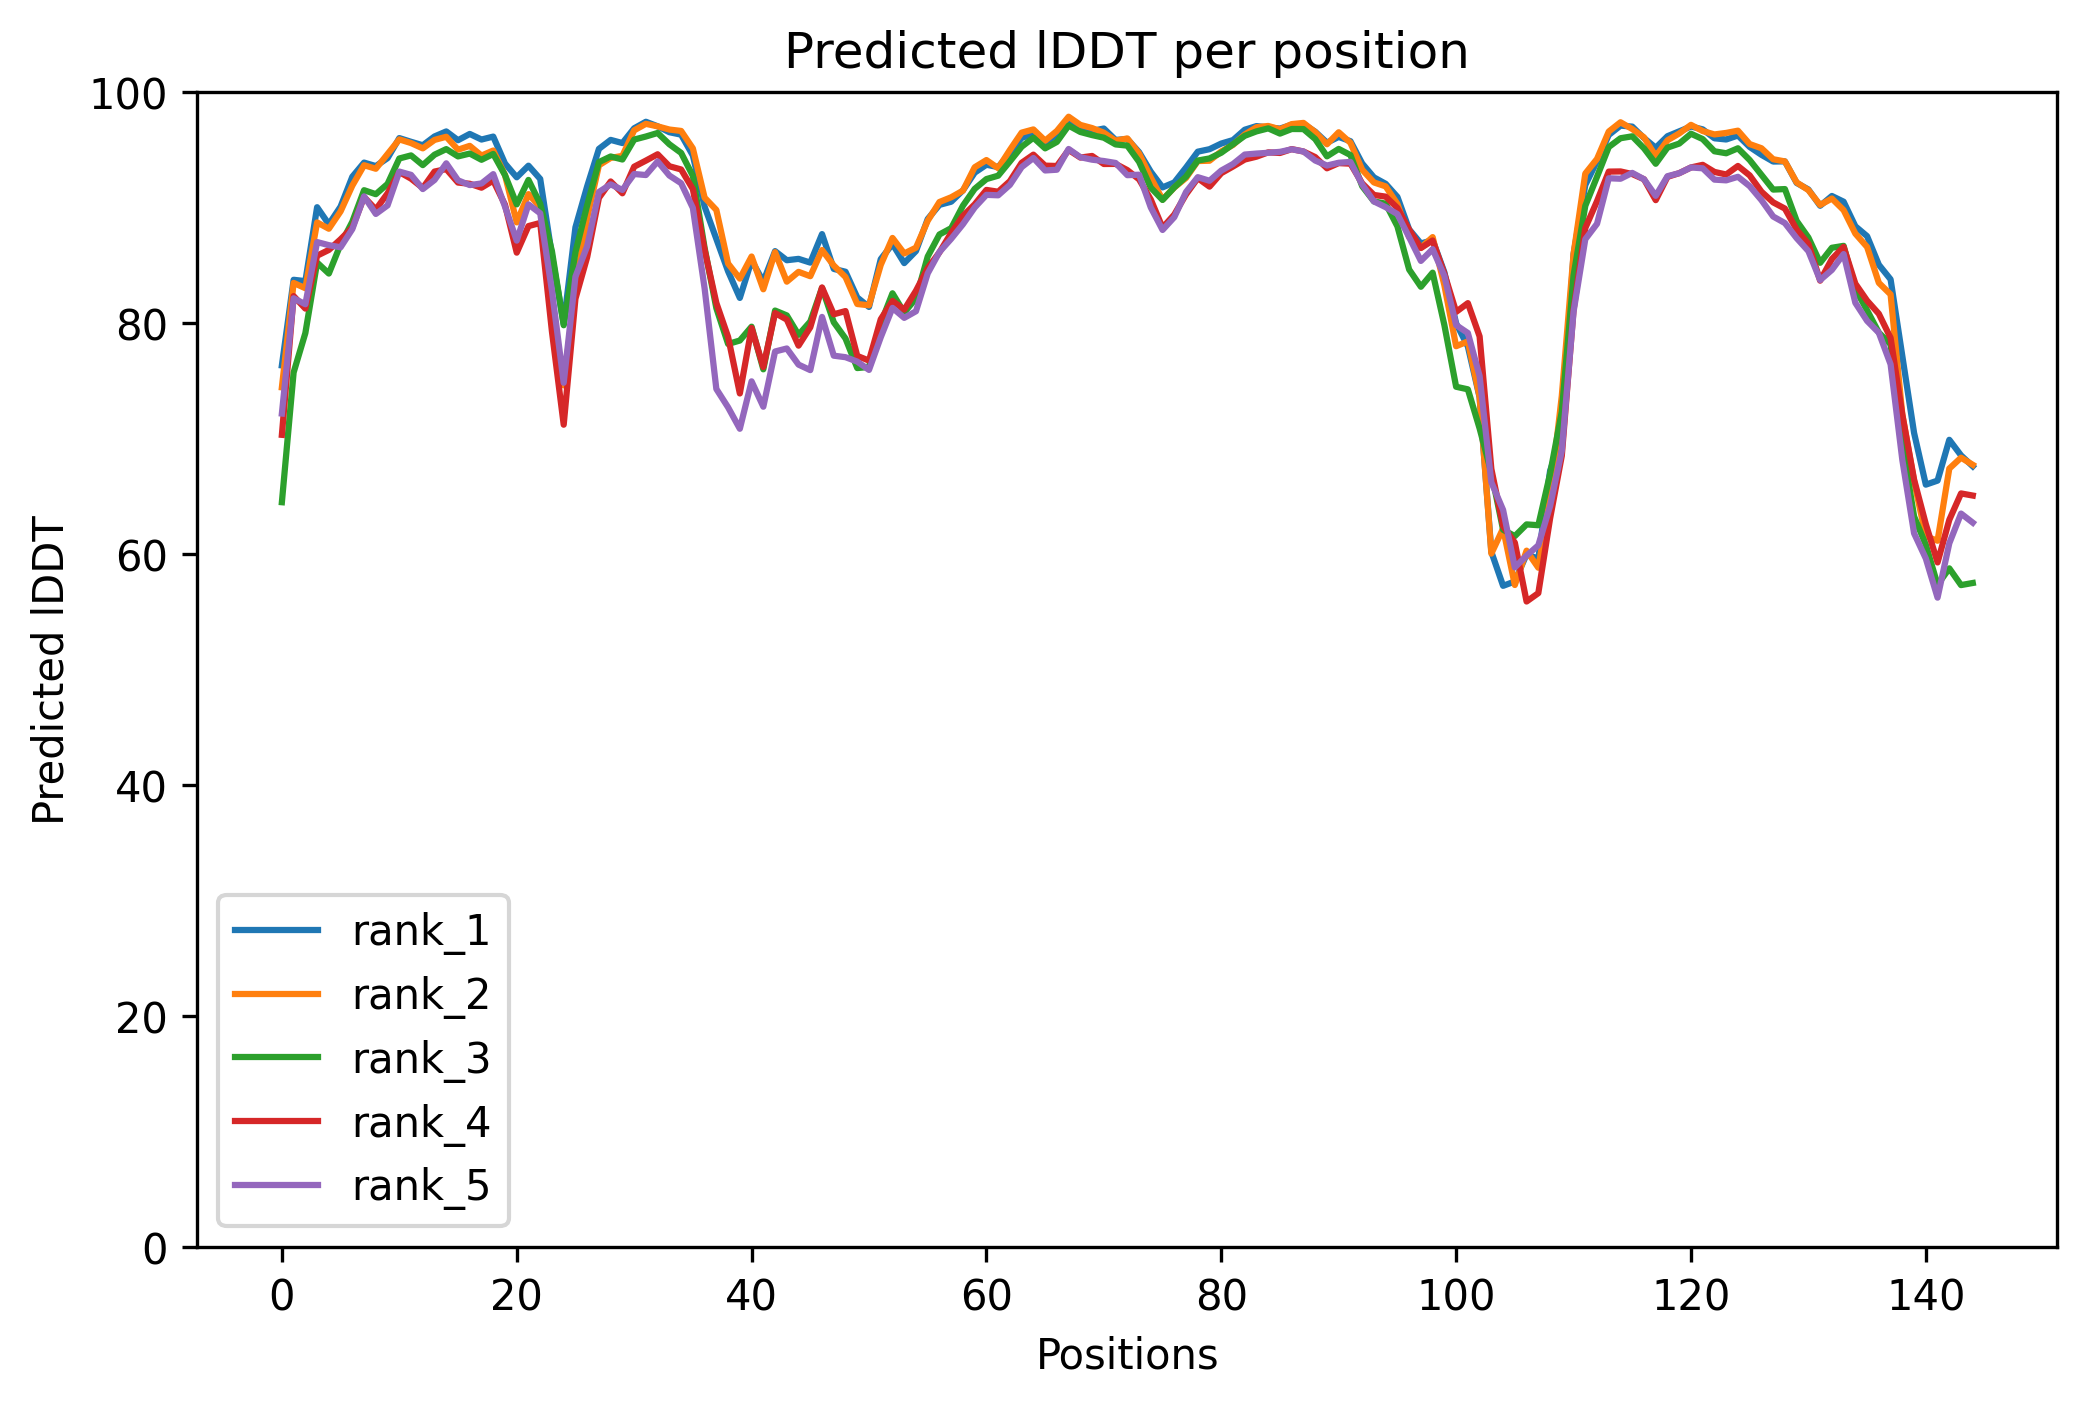 Predicted lDDT per position
100
80
60
40
20
0
Predicted lDDT
rank_1
rank_2
rank_3
rank_4
rank_5
0 20 40 60 80 100 120 140
Positions